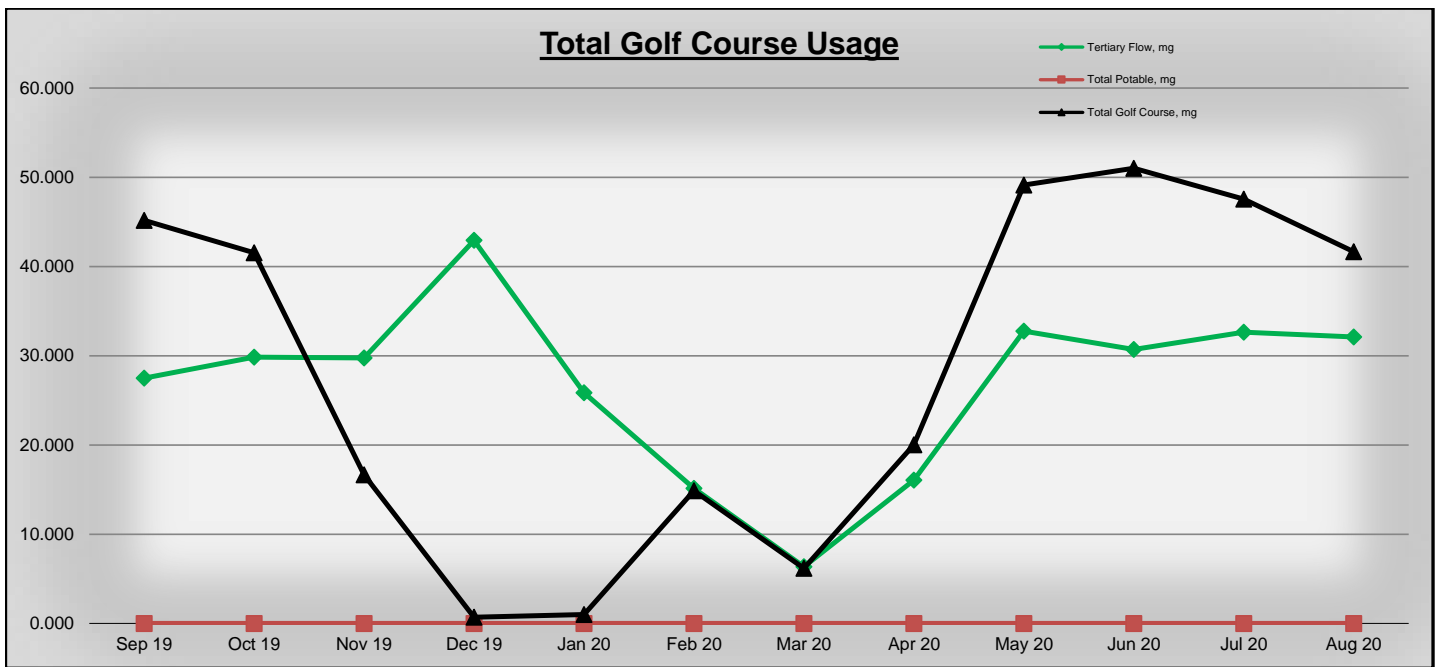 Total Golf Course Usage
Tertiary Flow, mg
Total Potable, mg
Total Golf Course, mg
60.000
50.000
40.000
30.000
20.000
10.000
0.000
Sep 19 Oct 19 Nov 19 Dec 19 Jan 20 Feb 20 Mar 20 Apr 20 May 20 Jun 20 Jul 20 Aug 20